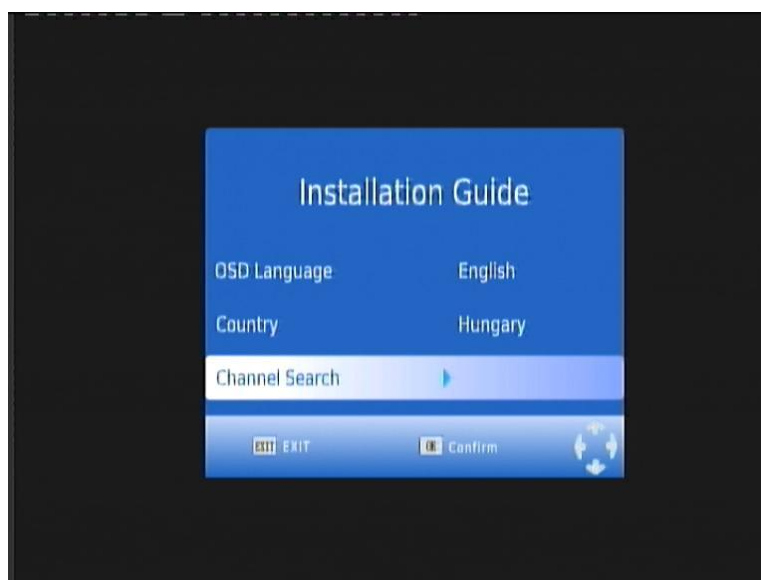 Installation Guide
OSD Language English
Country Hungary
Channel Search
EXIT EXIT OK Confirm